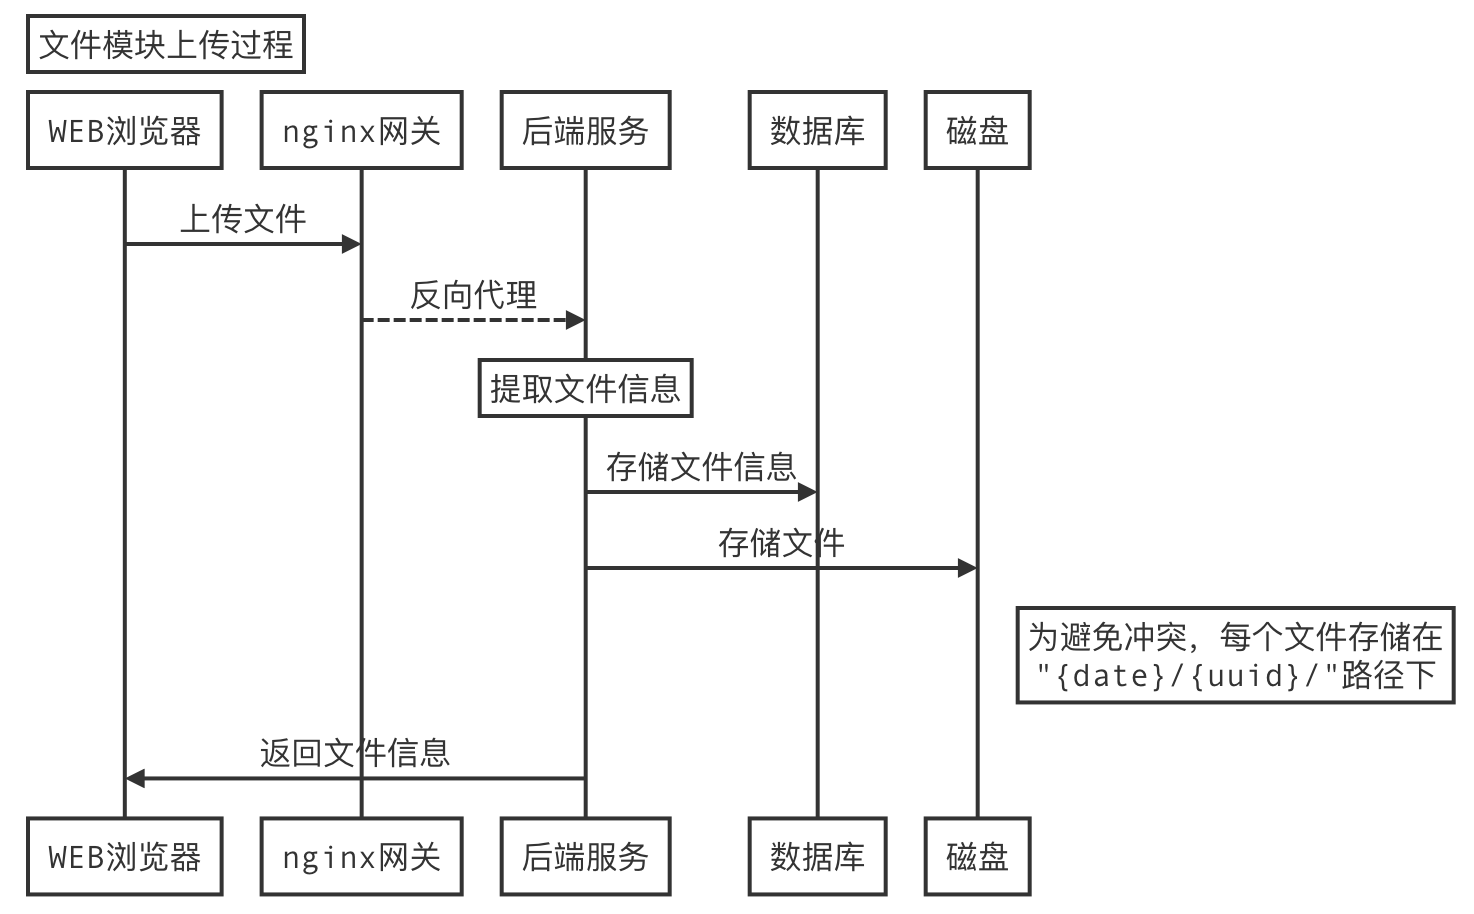 文件模块上传过程
WEB浏览器
nginx网关
后端服务
数据库
磁盘
上传文件
反向代理
提取文件信息
存储文件信息
存储文件
为避免冲突，每个文件存储在
"{date}/{uuid}/"路径下
返回文件信息
WEB浏览器
nginx网关
后端服务
数据库
磁盘